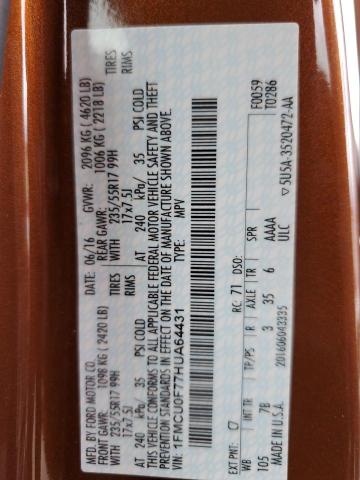 MFD. BY FORD MOTOR CO.
DATE: 06/16 GVWR: 2096 KG ( 4620 LB)
FRONT GAWR: 1098 KG ( 2420 LB) REAR GAWR: 1006 KG ( 2218 LB)
WITH 235/55R17 99H TIRES WITH 235/55R17 99H TIRES
17x7.5J RIMS 17x7.5J RIMS
AT 240 kPa/ 35 PSI COLD AT 240 kPa/ 35 PSI COLD
THIS VEHICLE CONFORMS TO ALL APPLICABLE FEDERAL MOTOR VEHICLE SAFETY AND THEFT
PREVENTION STANDARDS IN EFFECT ON THE DATE OF MANUFACTURE SHOWN ABOVE.
VIN: 1FMCU0F77HUA64431
TYPE: MPV
F0059
T0286
EXT PNT: RC: 71 DSO:
WB INT TR TP/PS R AXLE TR SPR
105 7B 3 35 6 AAAA
ULC
MADE IN U.S.A. 201606043335
5U5A-3520472-AA